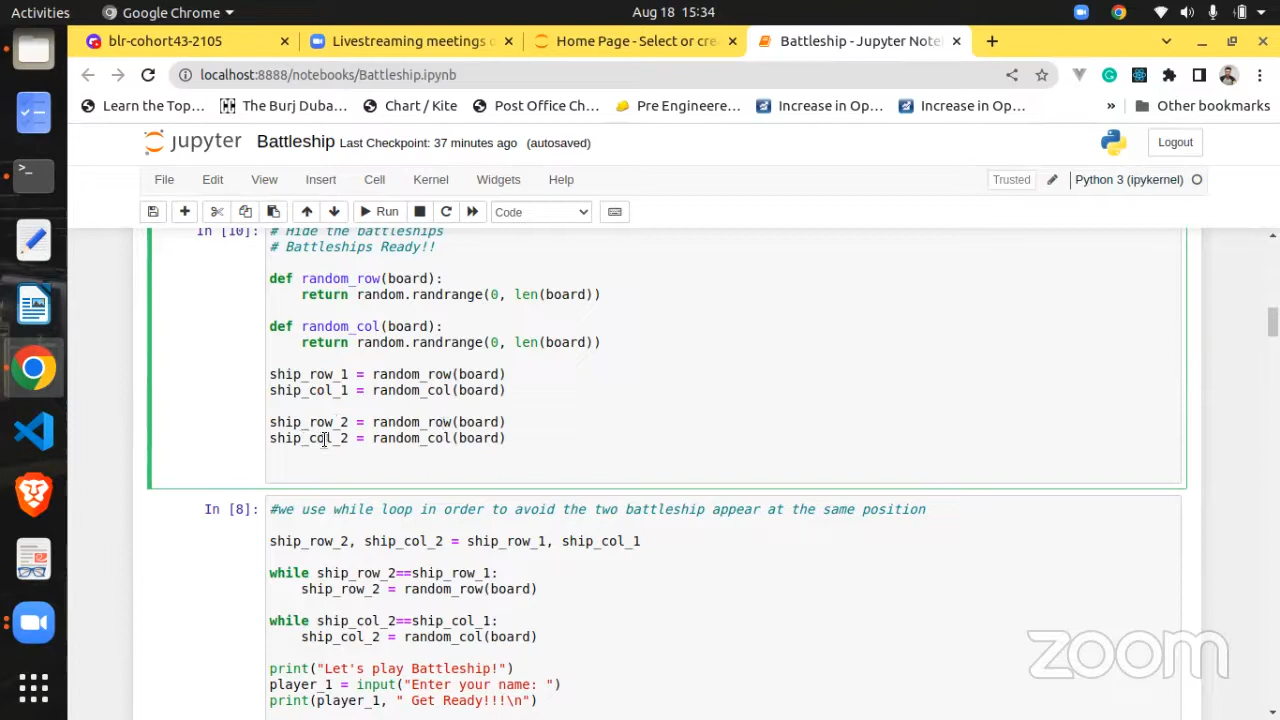 Activities
Google Chrome
Aug 18 15:34
blr-cohort43-2105
Livestreaming meetings o
Home Page - Select or cre
Battleship - Jupyter Note
localhost:8888/notebooks/Battleship.ipynb
Learn the Top...
The Burj Duba...
Chart / Kite
Post Office Ch...
Pre Engineere...
Increase in Op...
Increase in Op...
»
Other bookmarks
jupyter
Battleship Last Checkpoint: 37 minutes ago (autosaved)
Logout
File Edit View Insert Cell Kernel Widgets Help
Trusted
Python 3 (ipykernel)
Run
Code
In [10]:
# Hide the battleships
# Battleships Ready!!
def random_row(board):
return random.randrange(0, len(board))
def random_col(board):
return random.randrange(0, len(board))
ship_row_1 = random_row(board)
ship_col_1 = random_col(board)
ship_row_2 = random_row(board)
ship_col_2 = random_col(board)
In [8]:
#we use while loop in order to avoid the two battleship appear at the same position
ship_row_2, ship_col_2 = ship_row_1, ship_col_1
while ship_row_2==ship_row_1:
ship_row_2 = random_row(board)
while ship_col_2==ship_col_1:
ship_col_2 = random_col(board)
print("Let's play Battleship!")
player_1 = input("Enter your name: ")
print(player_1, " Get Ready!!!\n")
zoom